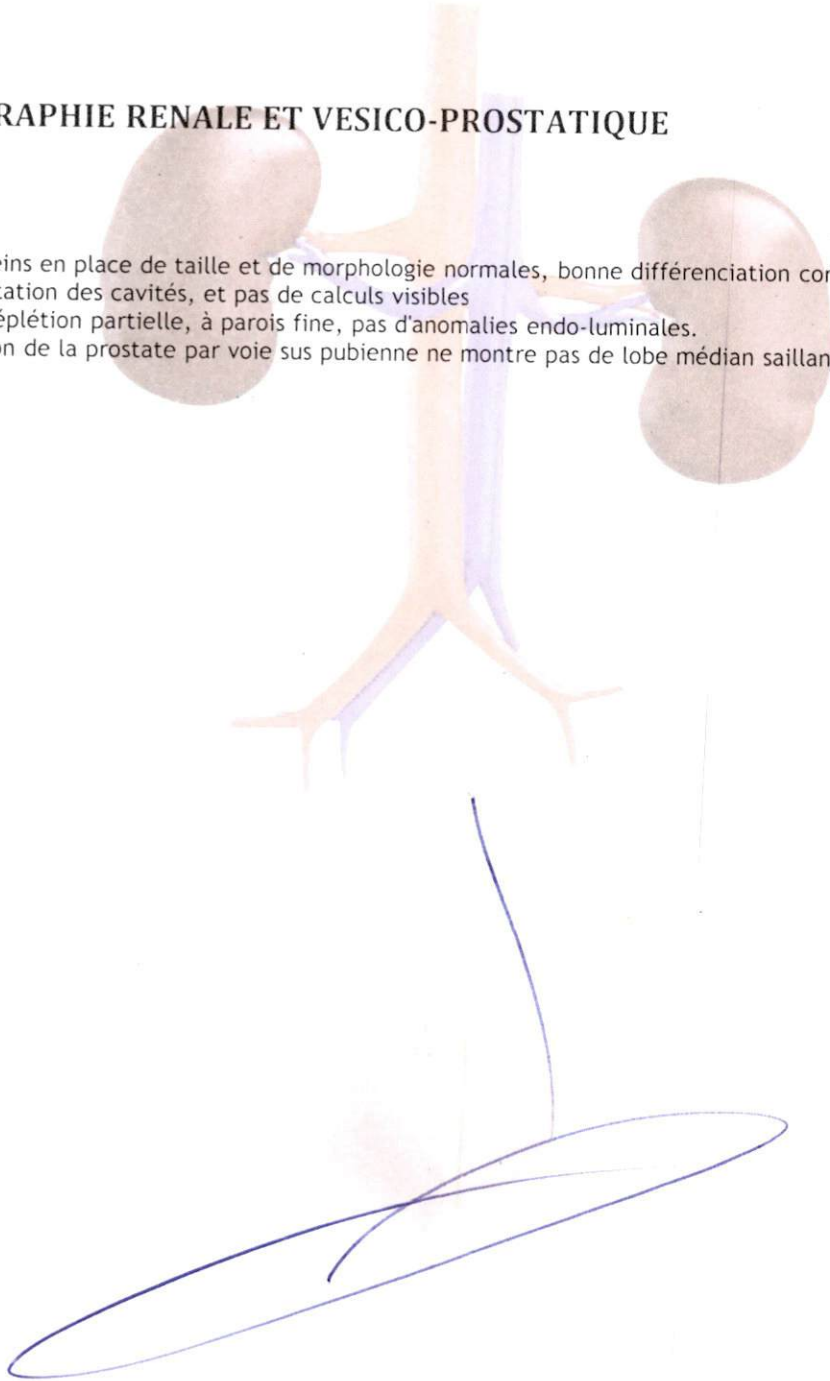 RAPHIE RENALE ET VESICO-PROSTATIQUE
eins en place de taille et de morphologie normales, bonne différenciation cor
tation des cavités, et pas de calculs visibles
éplétion partielle, à parois fine, pas d'anomalies endo-luminales.
on de la prostate par voie sus pubienne ne montre pas de lobe médian saillan